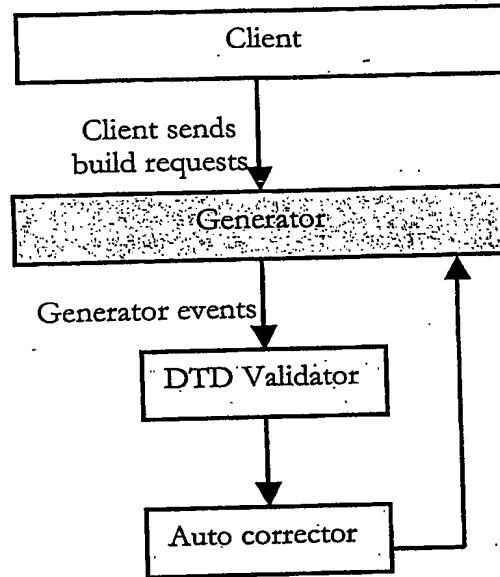 Client
Client sends
build requests
Generator
Generator events
DTD Validator
Auto corrector